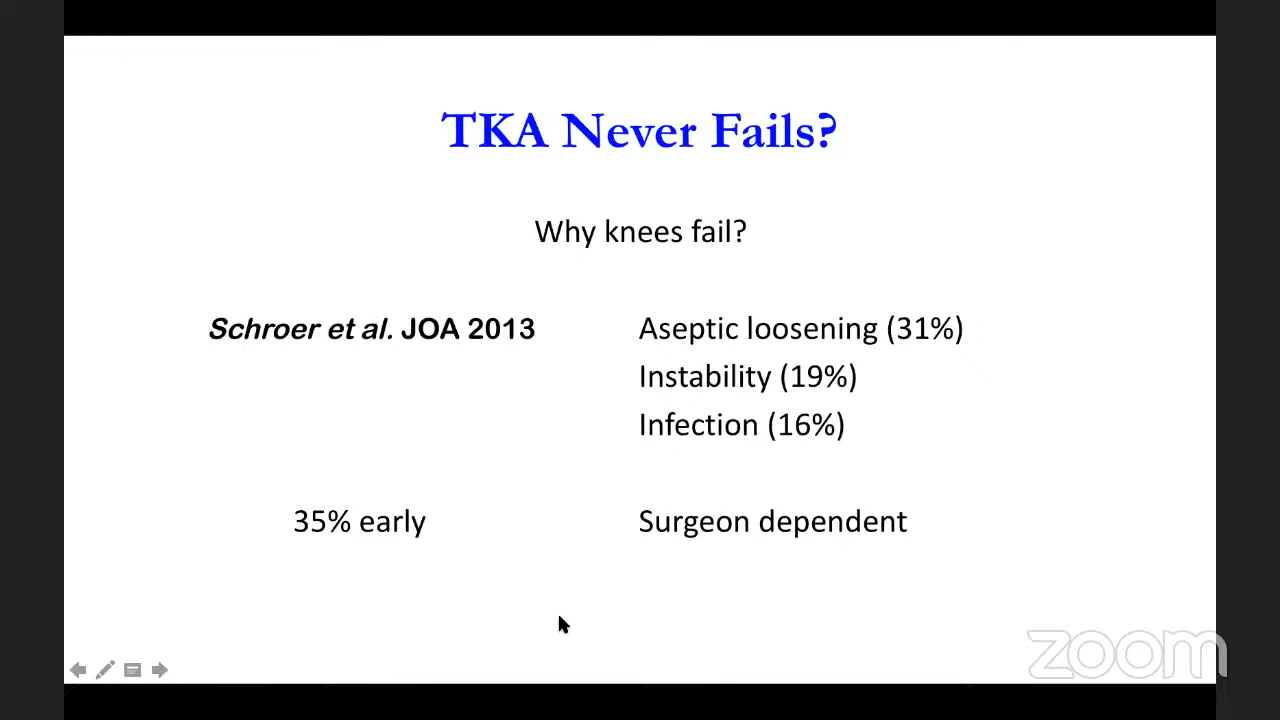 TKA Never Fails?
Why knees fail?
Schroer et al. JOA 2013
Aseptic loosening (31%)
Instability (19%)
Infection (16%)
35% early
Surgeon dependent
zoom